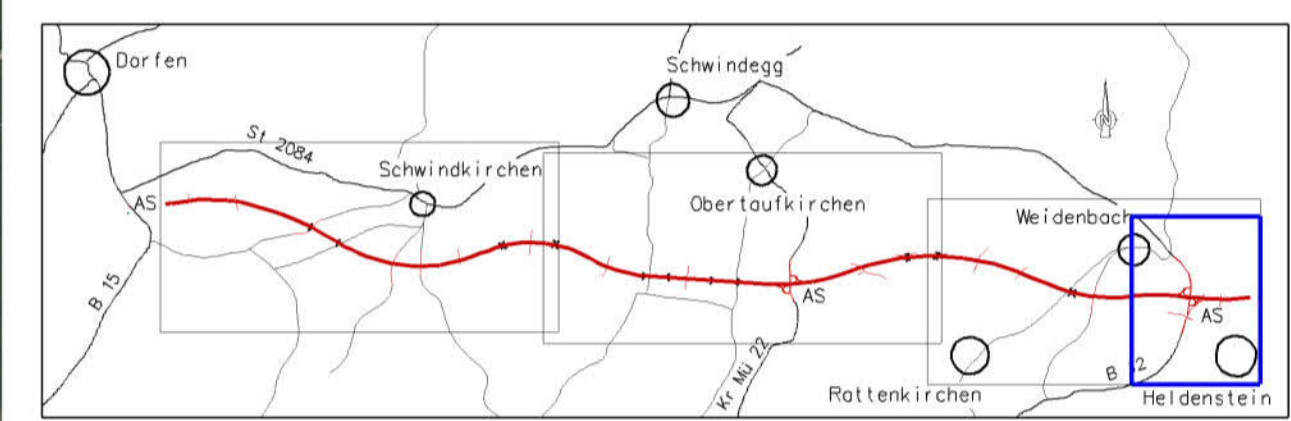 Dorfen
Schwindegg
St 2084
Schwindkirchen
AS
Obertaufkirchen
Weidenbach
B 15
AS
AS
Kr Mü 22
Rattenkirchen
B 12
Heldenstein